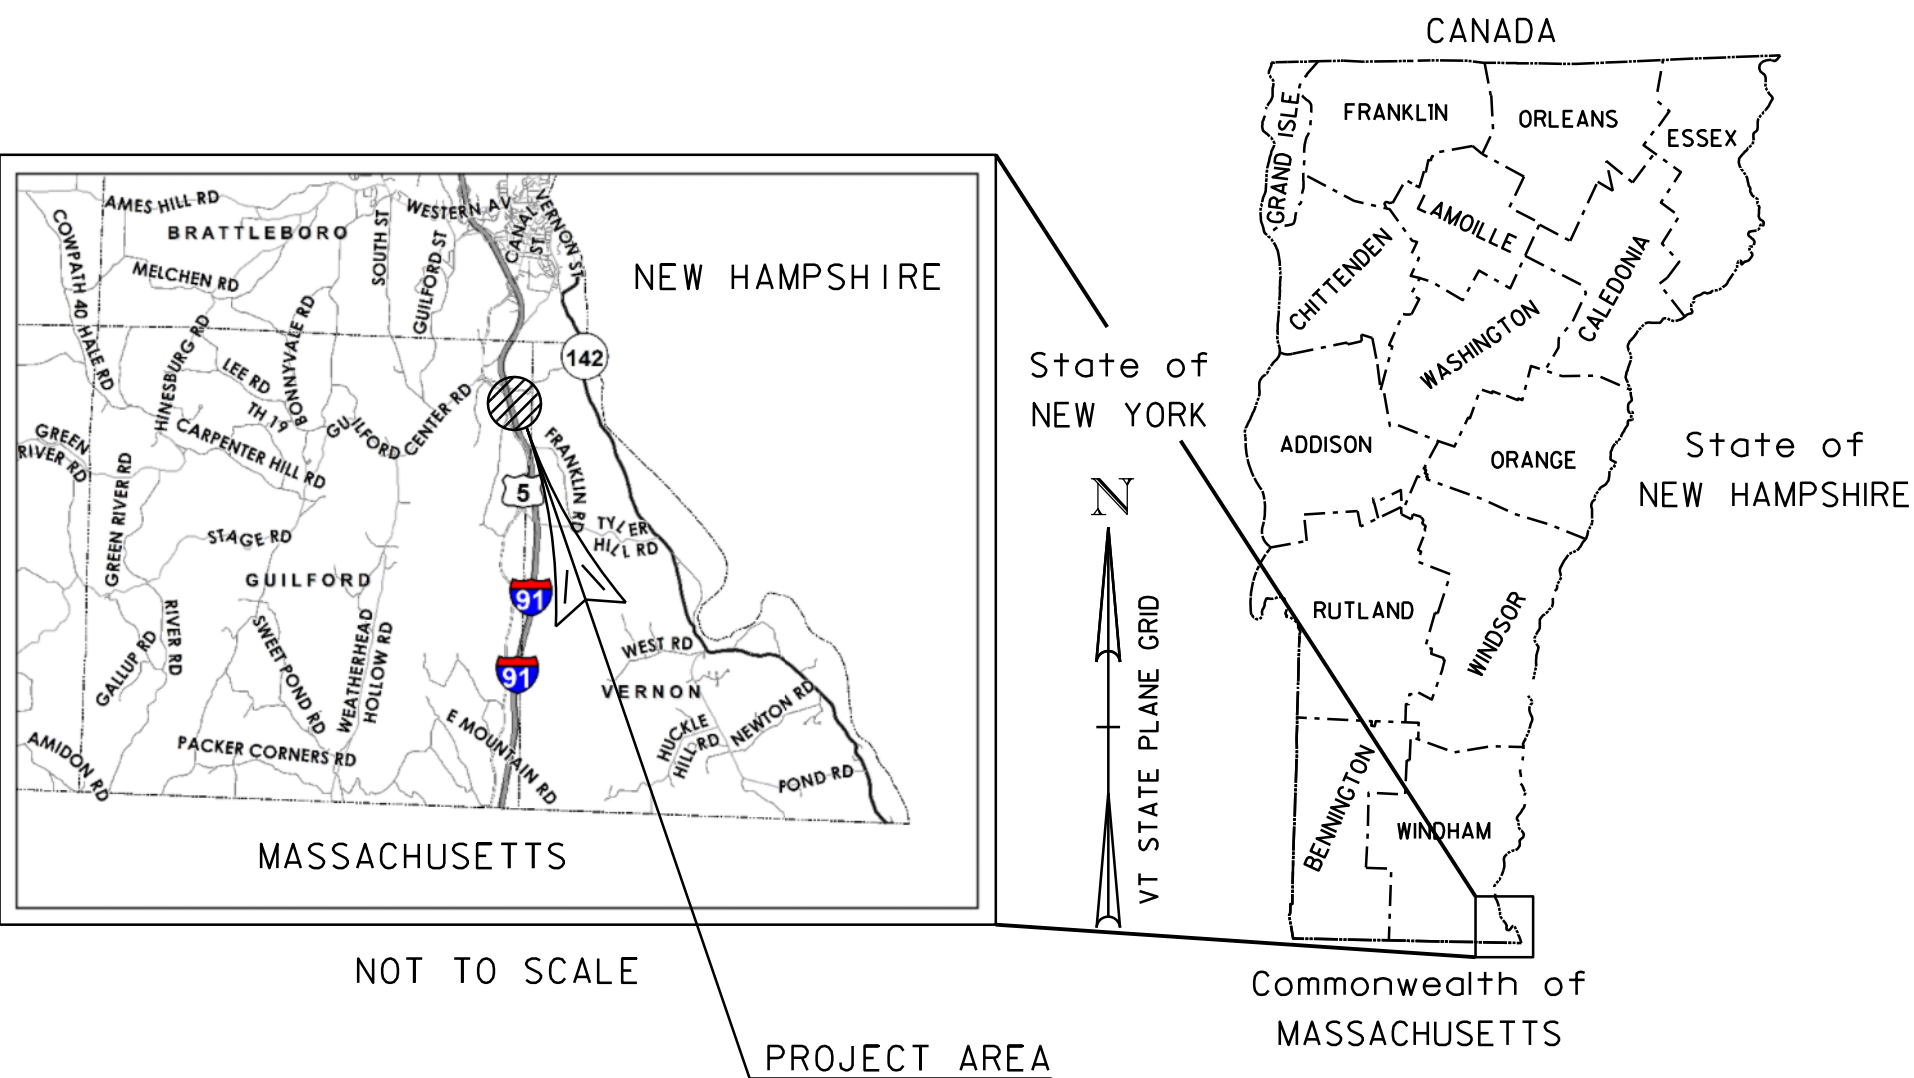 CANADA
GRAND ISLE
FRANKLIN
ORLEANS
ESSEX
LAMOILLE
CHITTENDEN
CALEDONIA
WASHINGTON
ADDISON
ORANGE
RUTLAND
WINDSOR
BENNINGTON
WINDHAM
State of
NEW YORK
State of
NEW HAMPSHIRE
Commonwealth of
MASSACHUSETTS
N
VT STATE PLANE GRID
AMES HILL RD
WESTERN AV
CANAL
ST
VERNON ST
COWPATH 40
BRATTLEBORO
SOUTH ST
GUILFORD ST
MELCHEN RD
NEW HAMPSHIRE
HALE RD
HINESBURG RD
BONNYVALE RD
LEE RD
TH 19
142
GUILFORD
CENTER RD
GREEN
RIVER RD
CARPENTER HILL RD
GREEN RIVER RD
FRANKLIN RD
5
TYLER
HILL RD
STAGE RD
GUILFORD
91
RIVER RD
GALLUP RD
SWEET POND RD
WEATHERHEAD
HOLLOW RD
WEST RD
91
VERNON
E MOUNTAIN RD
HUCKLE
HILL RD
NEWTON RD
AMIDON RD
PACKER CORNERS RD
POND RD
MASSACHUSETTS
NOT TO SCALE
PROJECT AREA